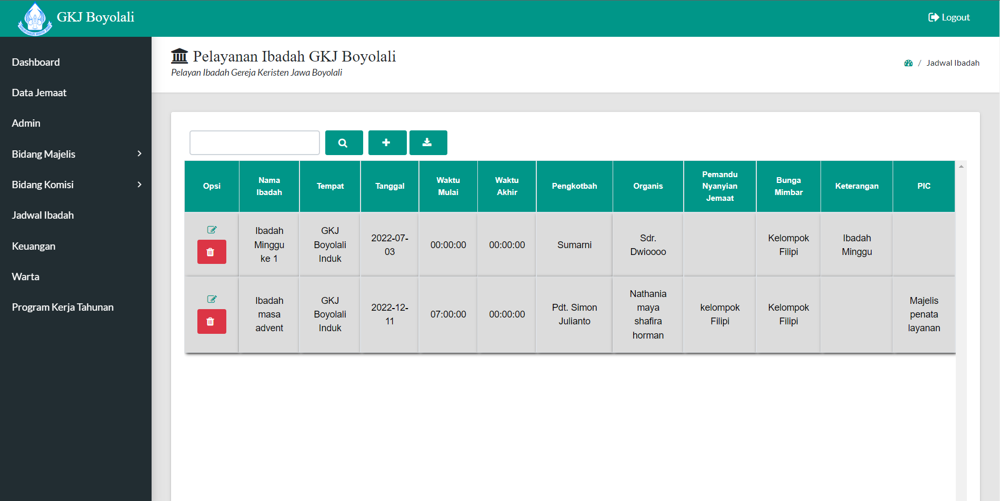 GKJ Boyolali
Logout
Dashboard
Data Jemaat
Admin
Bidang Majelis
Bidang Komisi
Jadwal Ibadah
Keuangan
Warta
Program Kerja Tahunan
Pelayanan Ibadah GKJ Boyolali
Pelayan Ibadah Gereja Keristen Jawa Boyolali
/ Jadwal Ibadah
Opsi
Nama
Ibadah
Tempat
Tanggal
Waktu
Mulai
Waktu
Akhir
Pengkotbah
Organis
Pemandu
Nyanyian
Jemaat
Bunga
Mimbar
Keterangan
PIC
Ibadah
Minggu
ke 1
GKJ
Boyolali
Induk
2022-07-
03
00:00:00
00:00:00
Sumarni
Sdr.
Dwioooo
Kelompok
Filipi
Ibadah
Minggu
Ibadah
masa
advent
GKJ
Boyolali
Induk
2022-12-
11
07:00:00
00:00:00
Pdt. Simon
Julianto
Nathania
maya
shafira
horman
kelompok
Filipi
Kelompok
Filipi
Majelis
penata
layanan